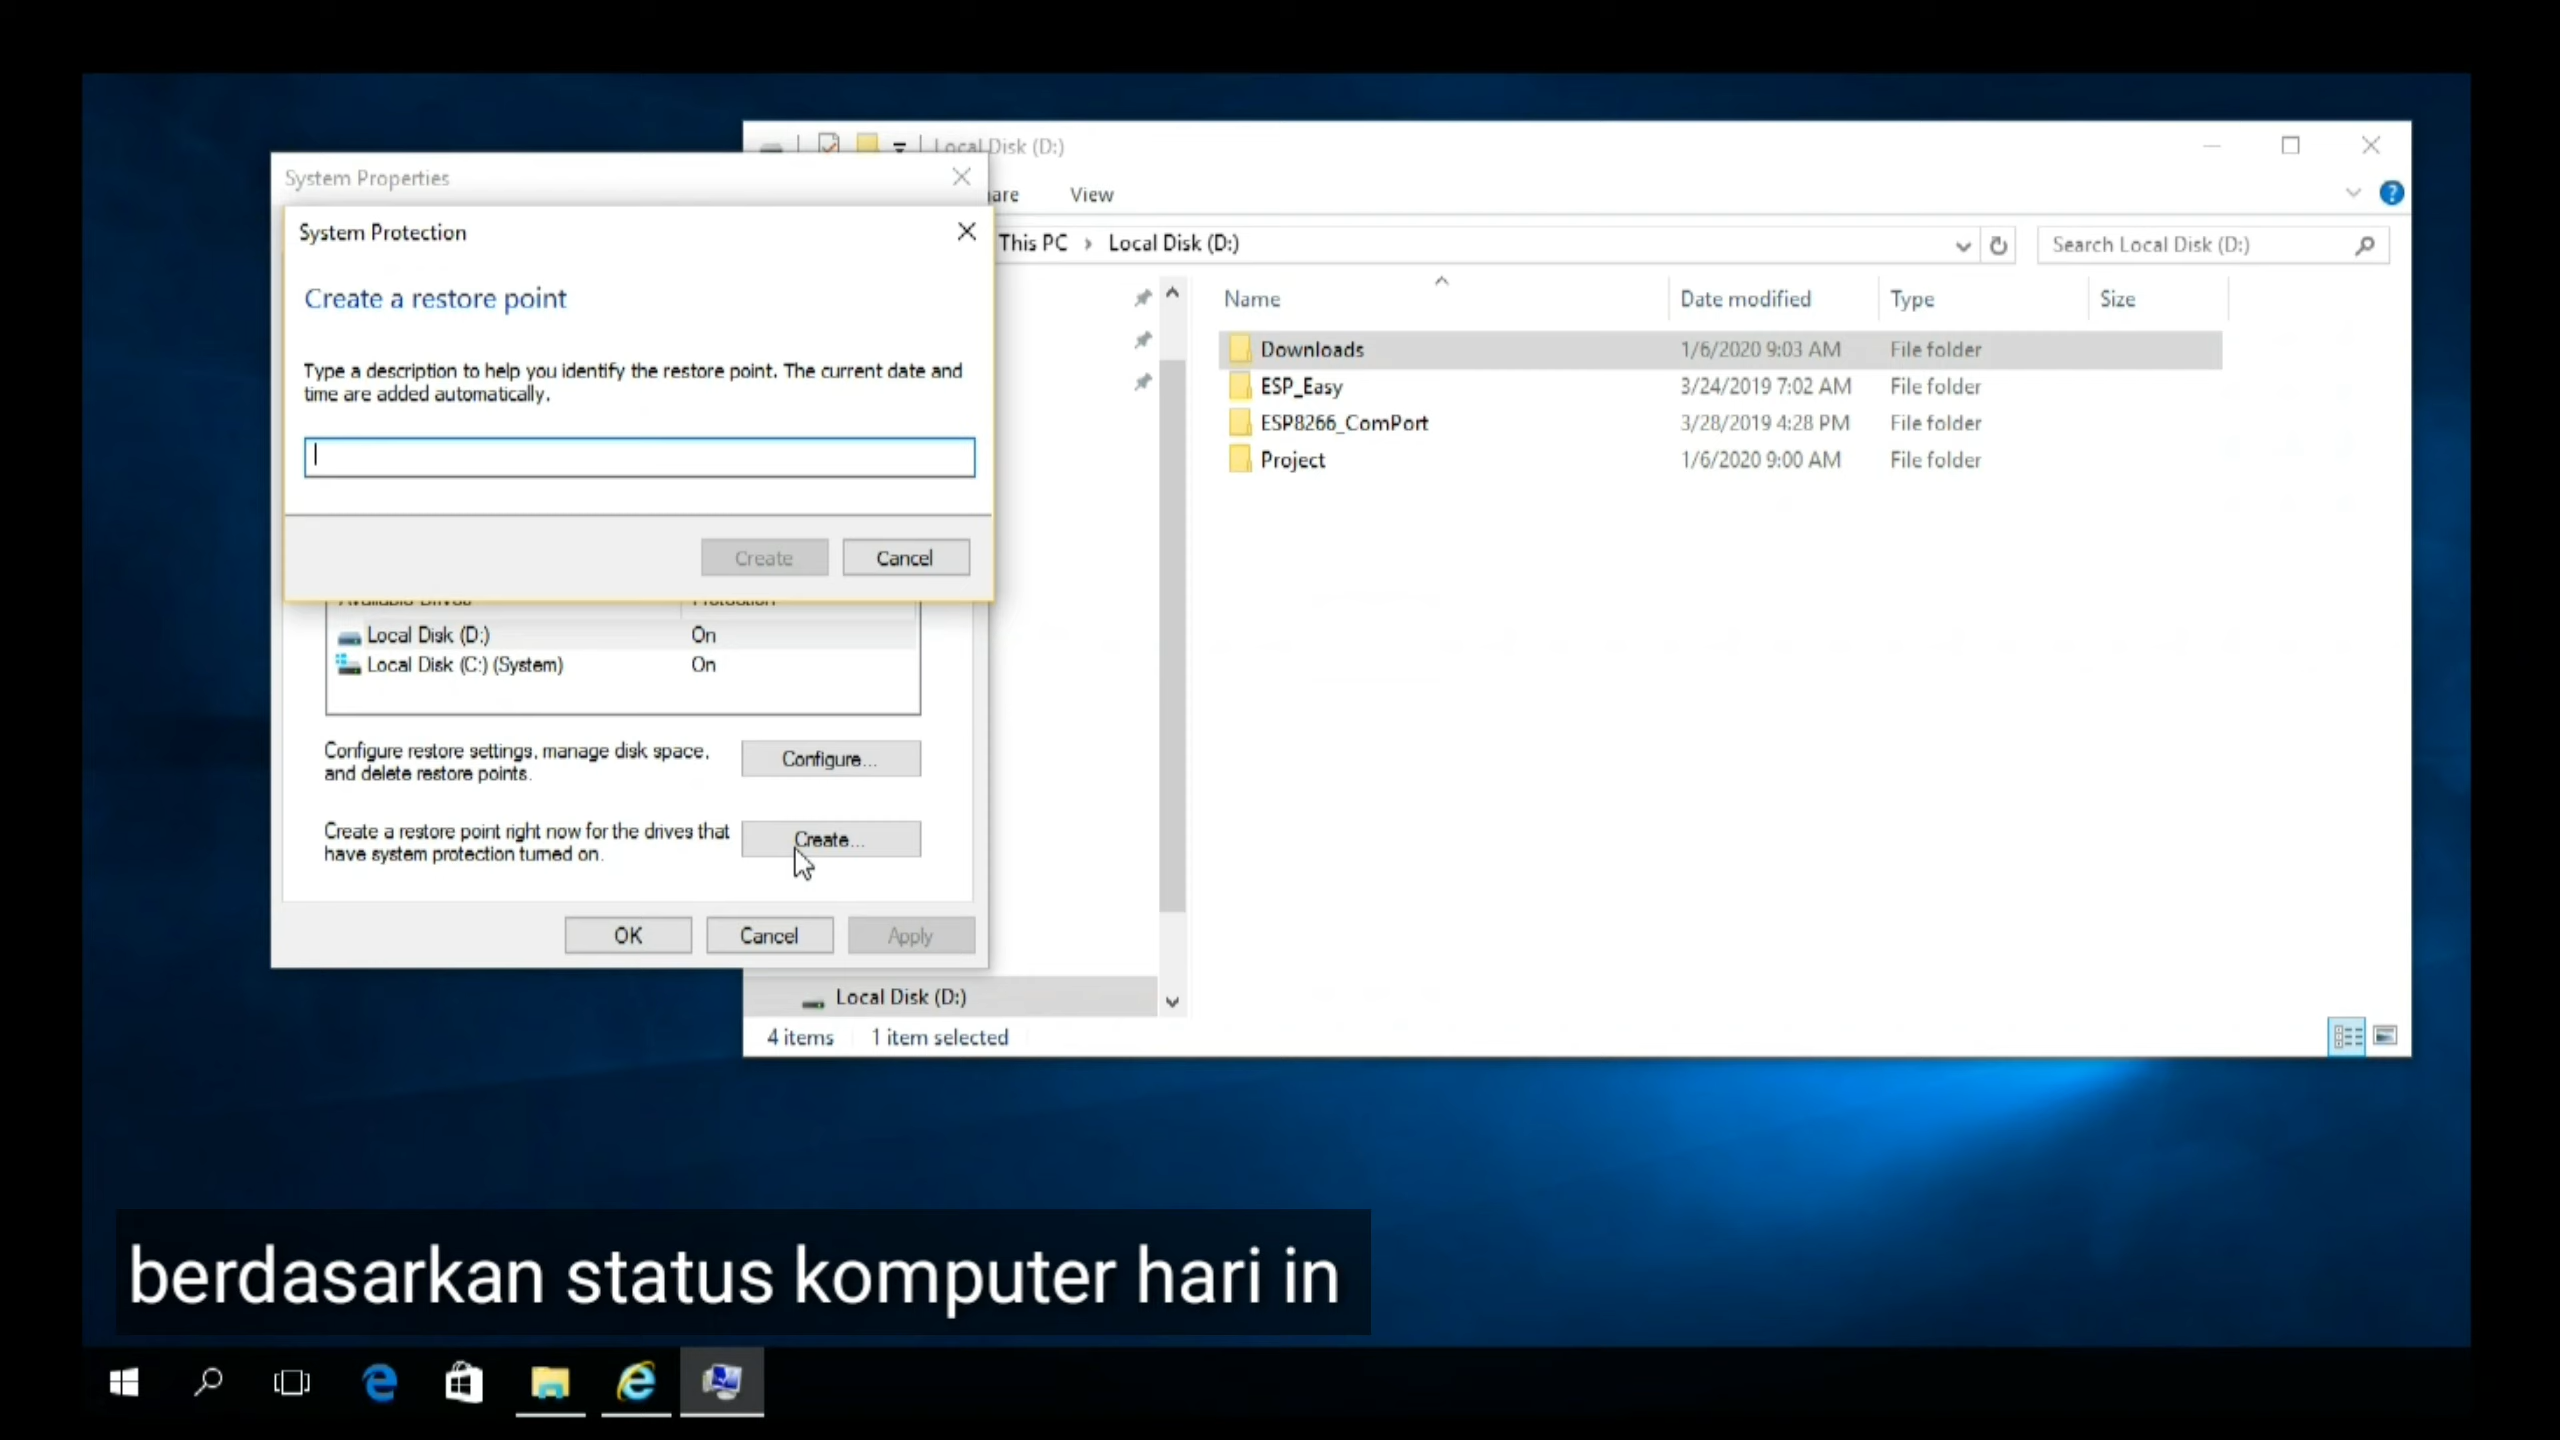 Local Disk (D:)
System Properties
are View
System Protection
This PC › Local Disk (D:)
Search Local Disk (D:)
Create a restore point
Name Date modified Type Size
Type a description to help you identify the restore point. The current date and
time are added automatically.
Downloads 1/6/2020 9:03 AM File folder
ESP_Easy 3/24/2019 7:02 AM File folder
ESP8266_ComPort 3/28/2019 4:28 PM File folder
Project 1/6/2020 9:00 AM File folder
Create Cancel
Local Disk (D:) On
Local Disk (C:) (System) On
Configure restore settings, manage disk space,
and delete restore points.
Configure...
Create a restore point right now for the drives that
have system protection turned on.
Create...
OK Cancel Apply
Local Disk (D:)
4 items 1 item selected
berdasarkan status komputer hari in